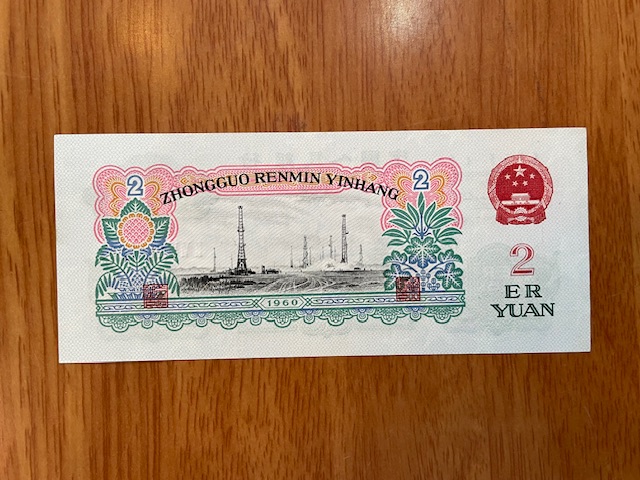 2
ZHONGGUO RENMIN YINHANG
2
1960
2
ER
YUAN